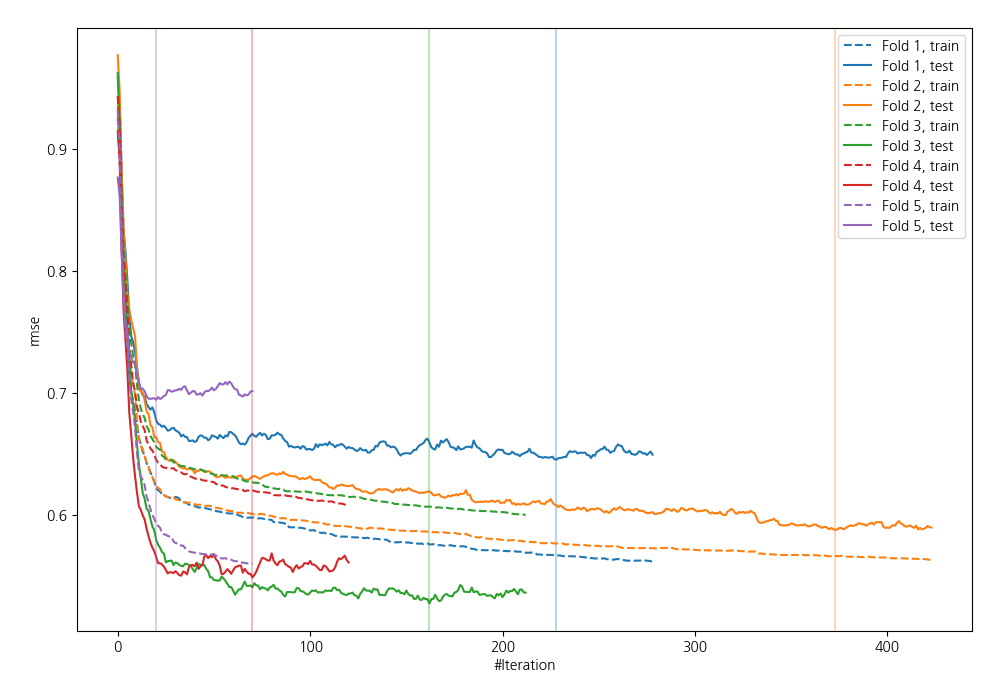 Fold 1, train
Fold 1, test
Fold 2, train
Fold 2, test
Fold 3, train
Fold 3, test
Fold 4, train
Fold 4, test
Fold 5, train
Fold 5, test
0.9
0.8
0.7
0.6
rmse
0
100
200
300
400
#Iteration